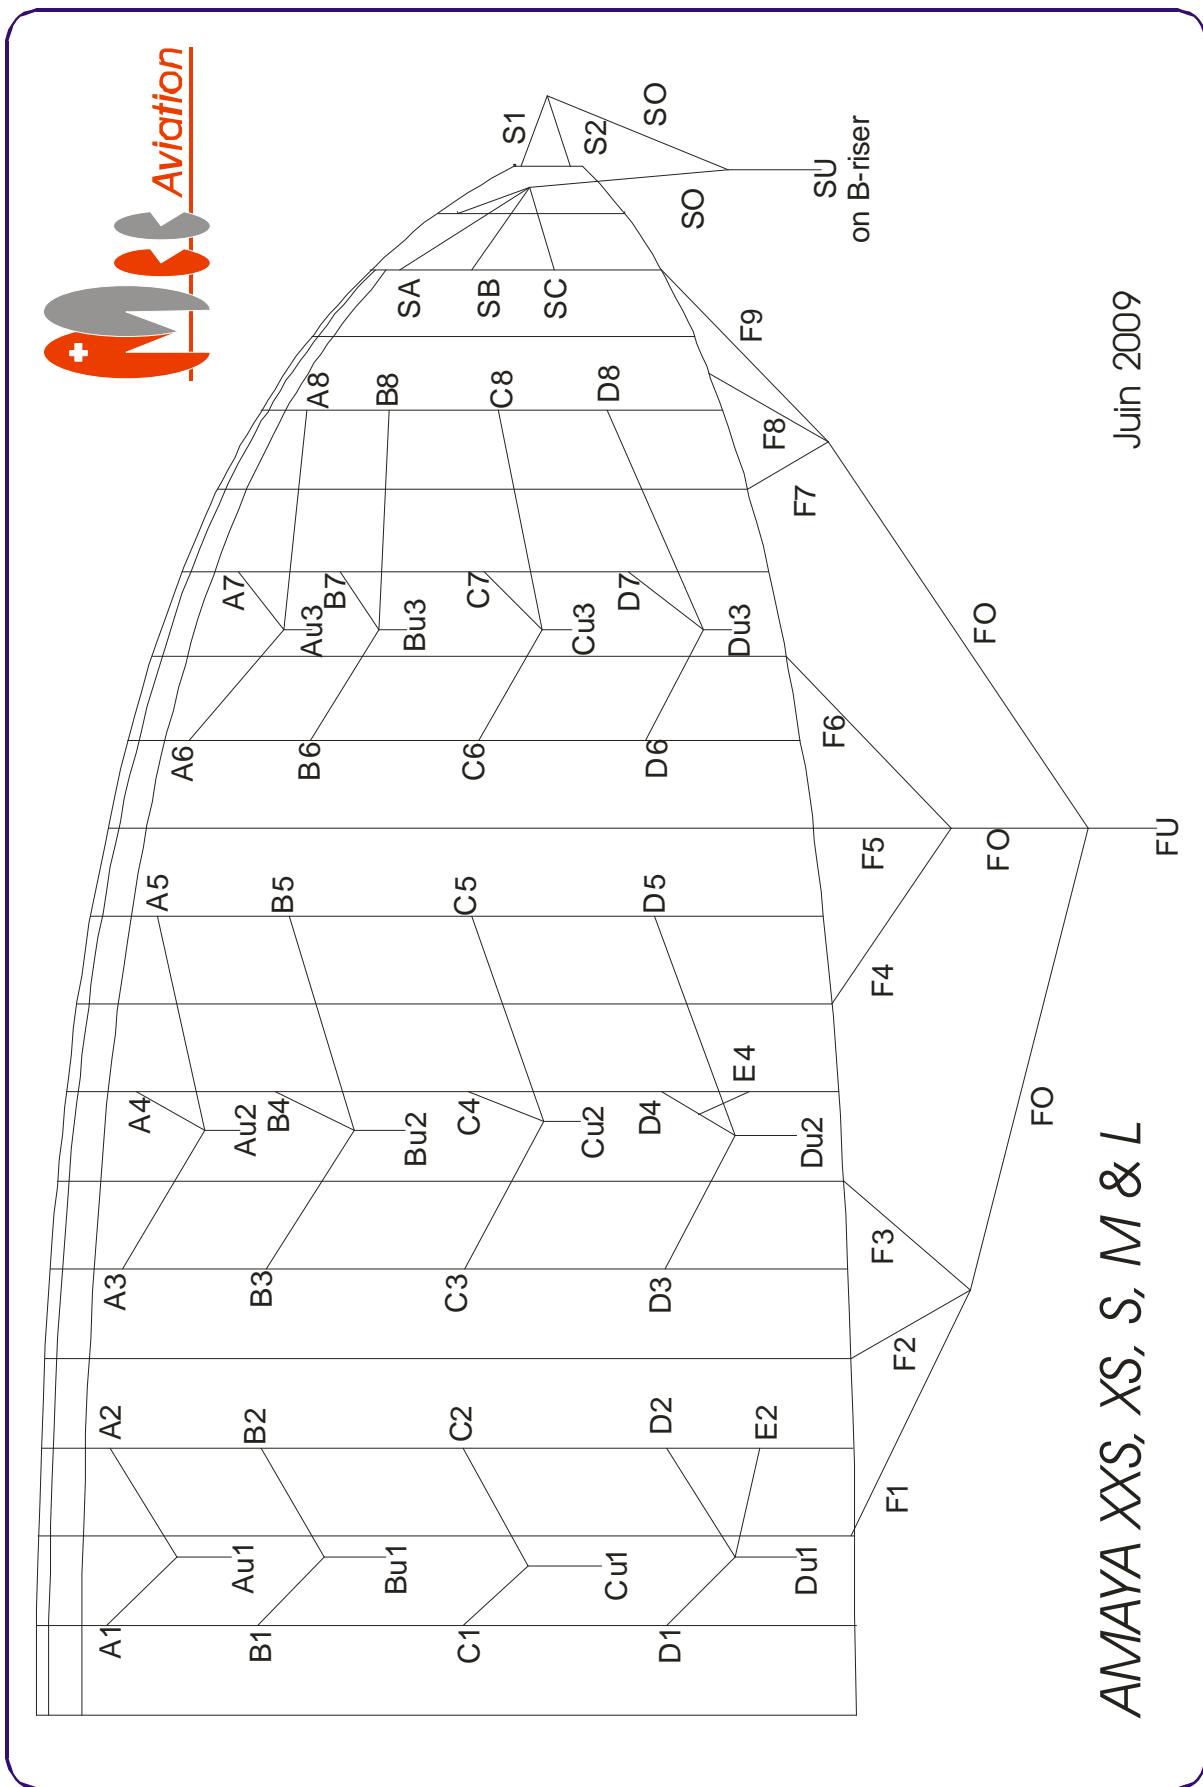 Aviation
S1
S2
SO
SO
SU
on B-riser
SA
SB
SC
A8
B8
C8
D8
F9
F8
F7
A7
B7
C7
D7
Au3
Bu3
Cu3
Du3
A6
B6
C6
D6
F6
FO
A5
B5
C5
D5
F5
FO
FU
F4
A4
B4
C4
D4
E4
Au2
Bu2
Cu2
Du2
FO
A3
B3
C3
D3
F3
F2
A2
B2
C2
D2
E2
F1
Au1
Bu1
Cu1
Du1
A1
B1
C1
D1
Juin 2009
AMAYA XXS, XS, S, M & L